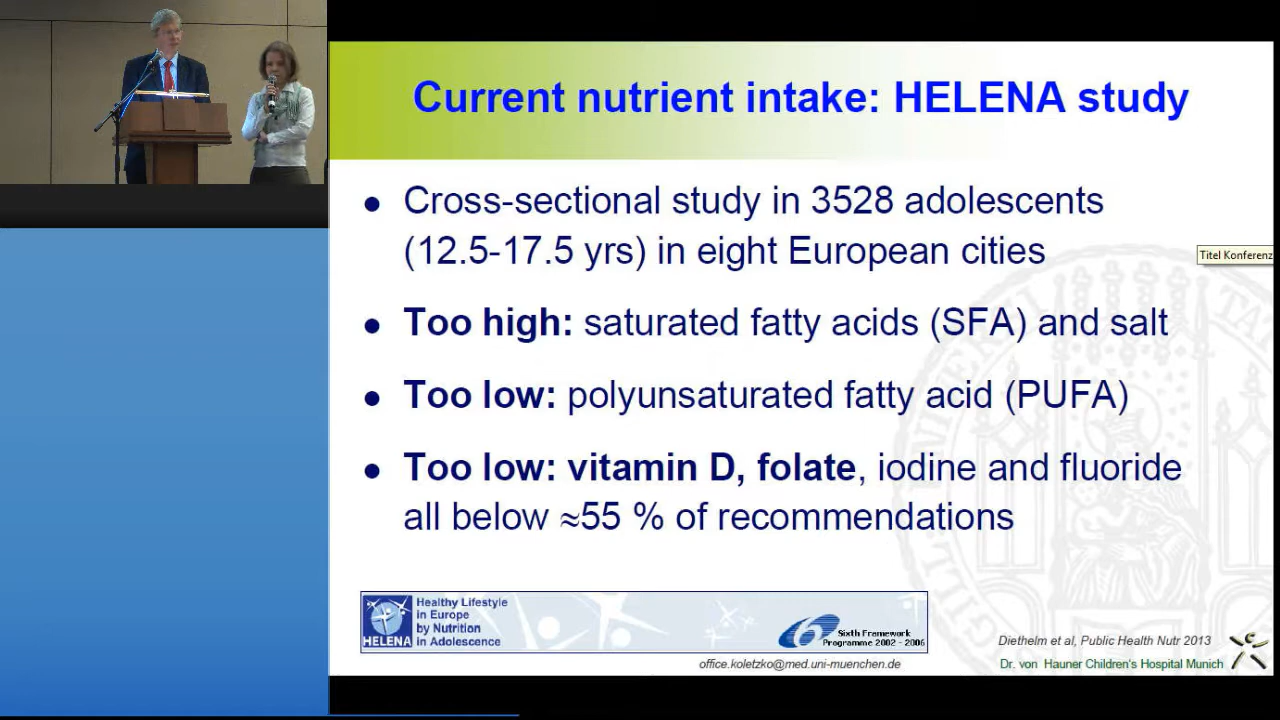 Current nutrient intake: HELENA study
● Cross-sectional study in 3528 adolescents
(12.5-17.5 yrs) in eight European cities
Titel Konferenz
● Too high: saturated fatty acids (SFA) and salt
● Too low: polyunsaturated fatty acid (PUFA)
● Too low: vitamin D, folate, iodine and fluoride
all below ≈55 % of recommendations
HELENA
Healthy Lifestyle
in Europe
by Nutrition
in Adolescence
6
Sixth Framework
Programme 2002 - 2006
Diethelm et al, Public Health Nutr 2013
office.koletzko@med.uni-muenchen.de
Dr. von Hauner Children's Hospital Munich